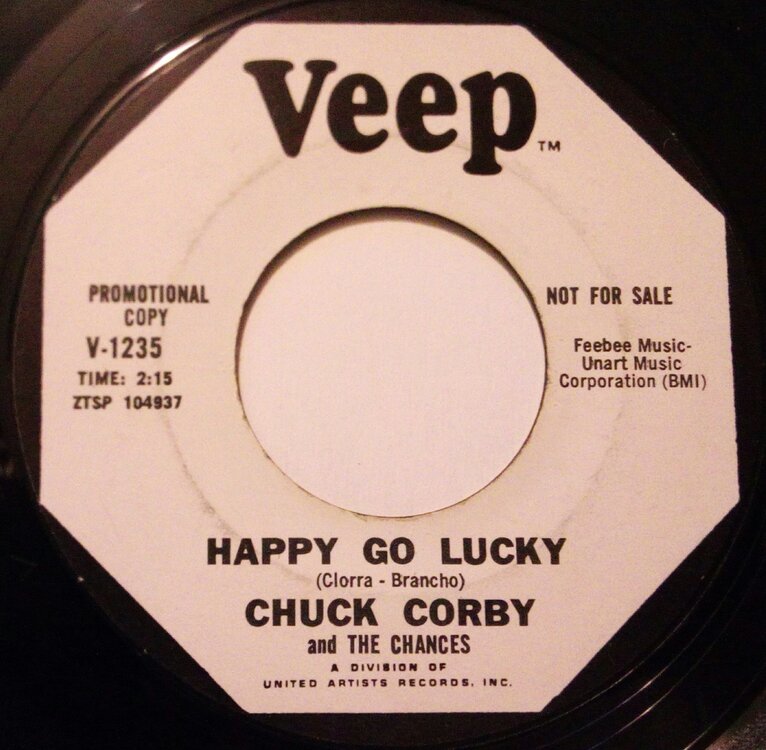 Veep TM
PROMOTIONAL
COPY
V-1235
TIME: 2:15
ZTSP 104937
NOT FOR SALE
Feebee Music-
Unart Music
Corporation (BMI)
HAPPY GO LUCKY
(Clorra - Brancho)
CHUCK CORBY
and THE CHANCES
A DIVISION OF
UNITED ARTISTS RECORDS, INC.